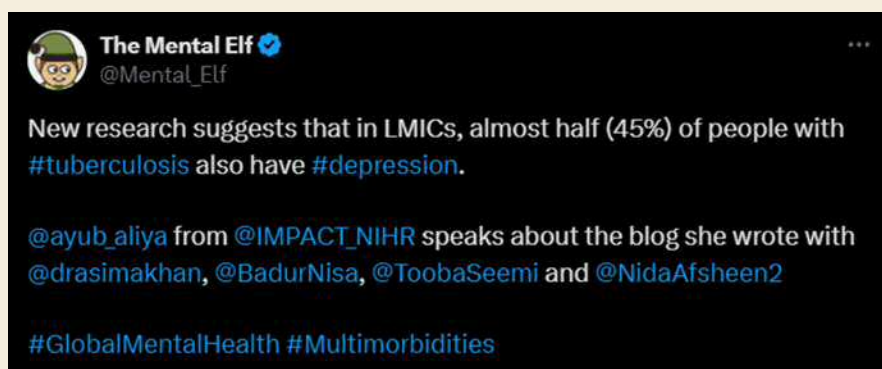 The Mental Elf
@Mental_Elf
New research suggests that in LMICs, almost half (45%) of people with
#tuberculosis also have #depression.
@ayub_aliya from @IMPACT_NIHR speaks about the blog she wrote with
@drasimakhan, @BadurNisa, @ToobaSeemi and @NidaAfsheen2
#GlobalMentalHealth #Multimorbidities